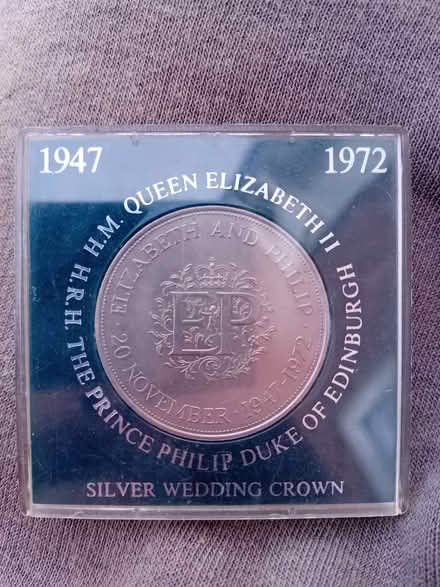 1947 1972
H.M. QUEEN ELIZABETH II
H.R.H. THE PRINCE PHILIP DUKE OF EDINBURGH
ELIZABETH AND PHILIP
E P
· 20 NOVEMBER · 1947-1972 ·
SILVER WEDDING CROWN